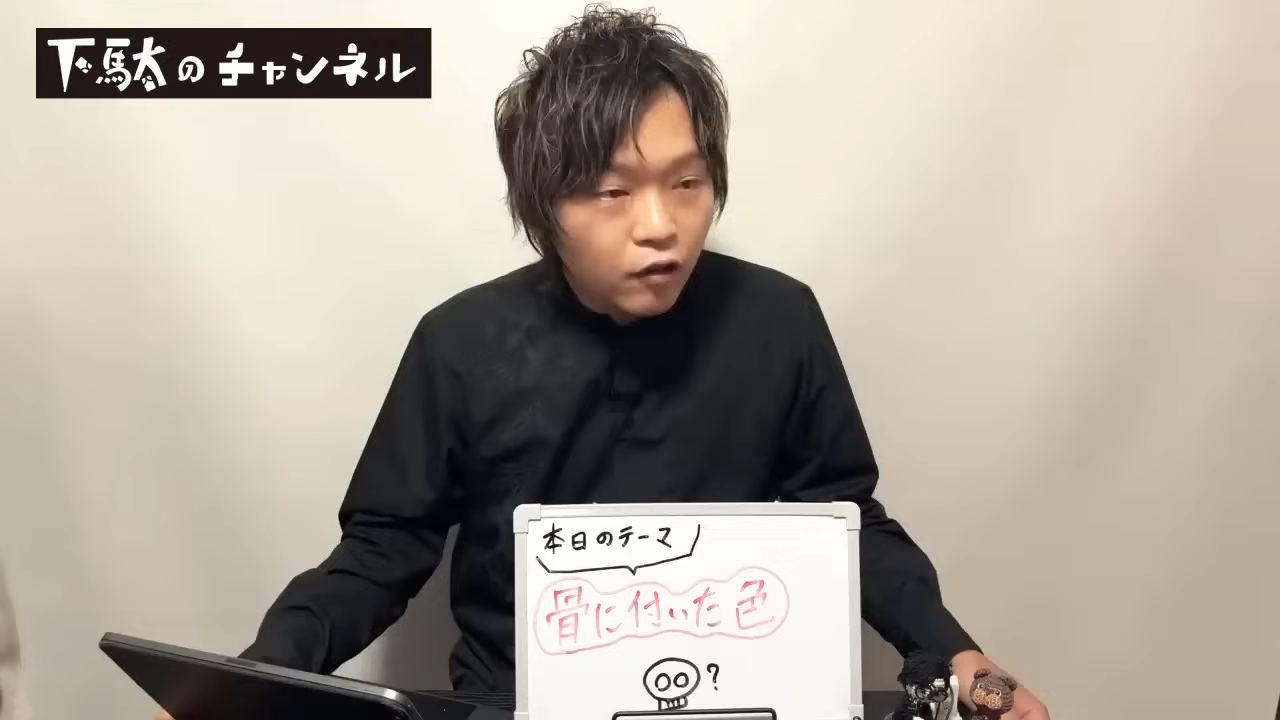 下駄のチャンネル
本日のテーマ
骨に付いた色
?